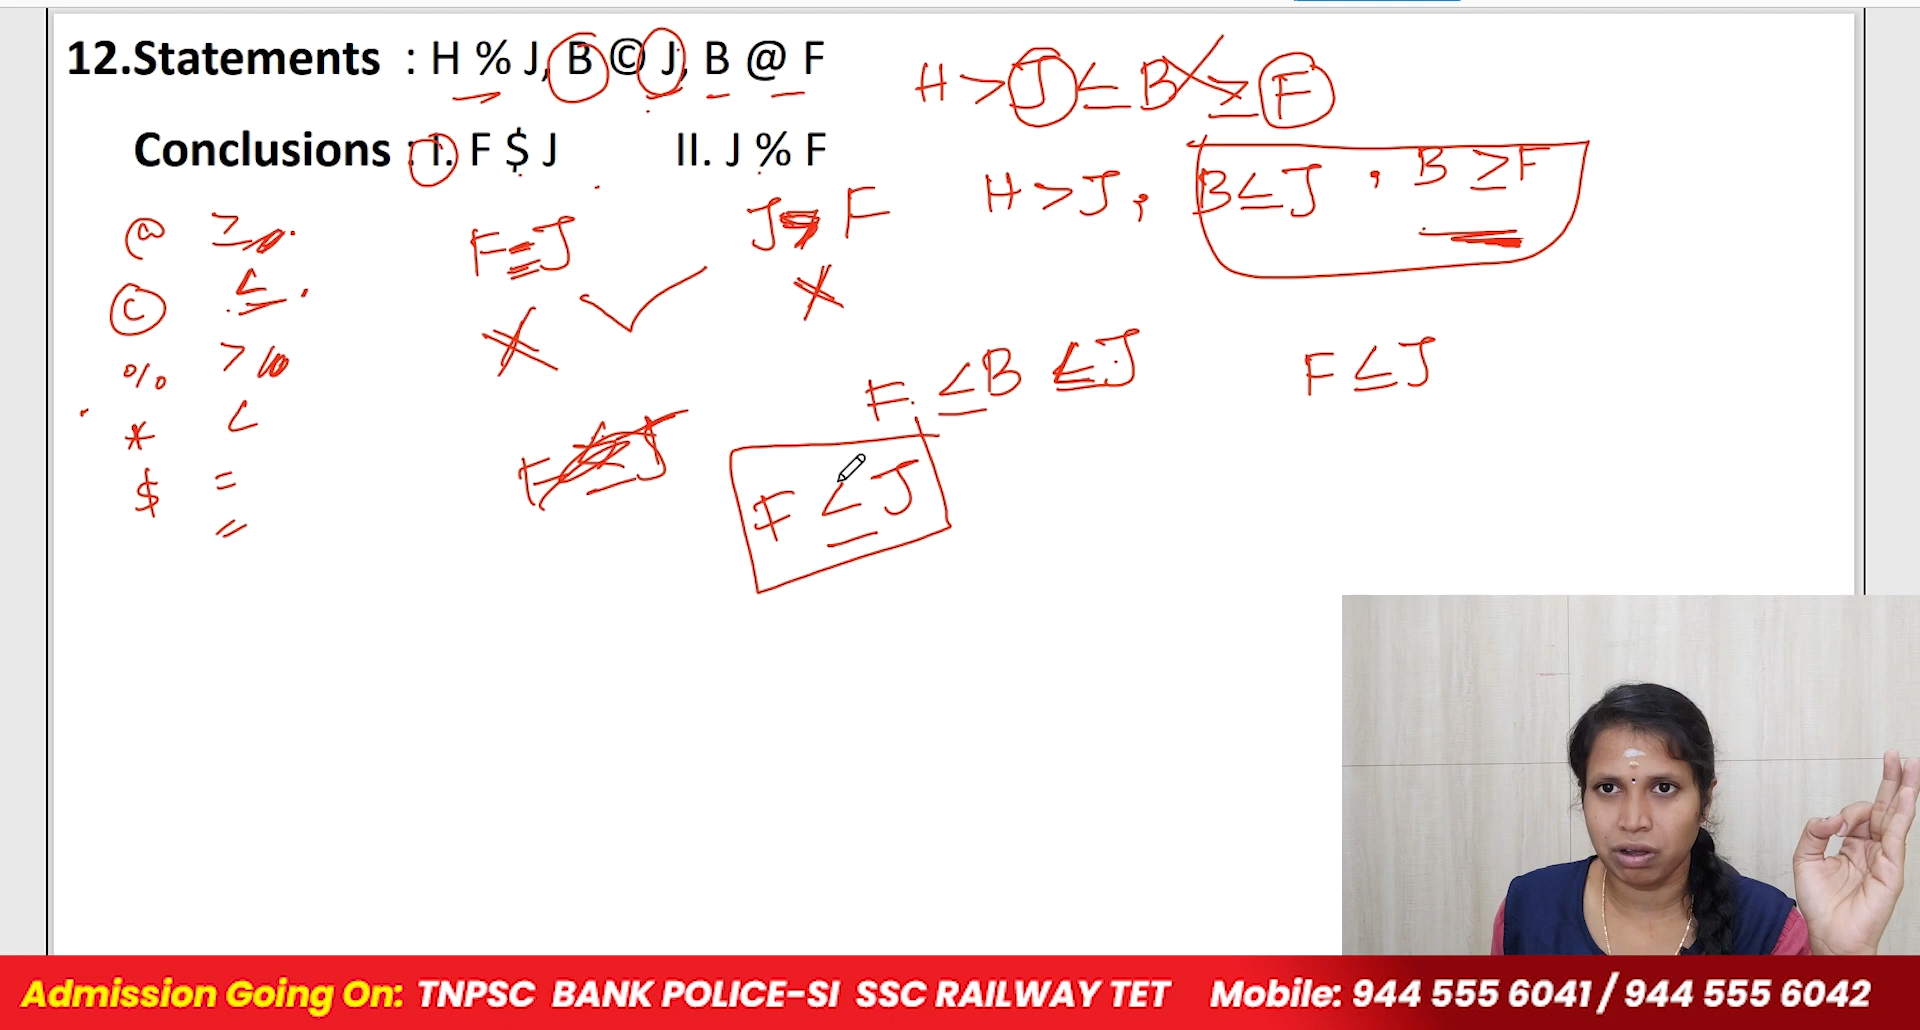 12.Statements : H % J, B © J, B @ F
H > J ≤ B ≥ F
Conclusions : I. F $ J II. J % F
H > J, B ≤ J, B ≥ F
@ ≥
F = J
J > F
© ≤
% >
* <
$ =
=
F ≤ B ≤ J
F ≤ J
F ≤ J
F ≤ J
Admission Going On: TNPSC BANK POLICE-SI SSC RAILWAY TET Mobile: 944 555 6041 / 944 555 6042